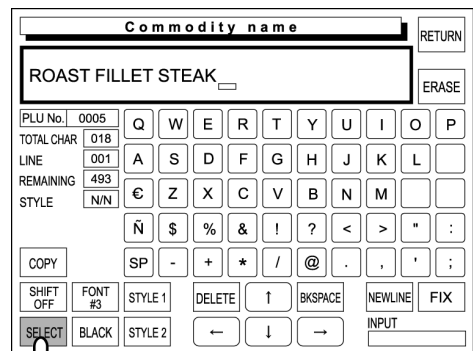 Commodity name
RETURN
ROAST FILLET STEAK
ERASE
PLU No. 0005
TOTAL CHAR 018
LINE 001
REMAINING 493
STYLE N/N
Q W E R T Y U I O P
A S D F G H J K L
€ Z X C V B N M
Ñ $ % & ! ? < > " :
COPY SP - + * / @ . , ' ;
SHIFT OFF FONT #3 STYLE 1 DELETE ↑ BKSPACE NEWLINE FIX
SELECT BLACK STYLE 2 ← ↓ → INPUT